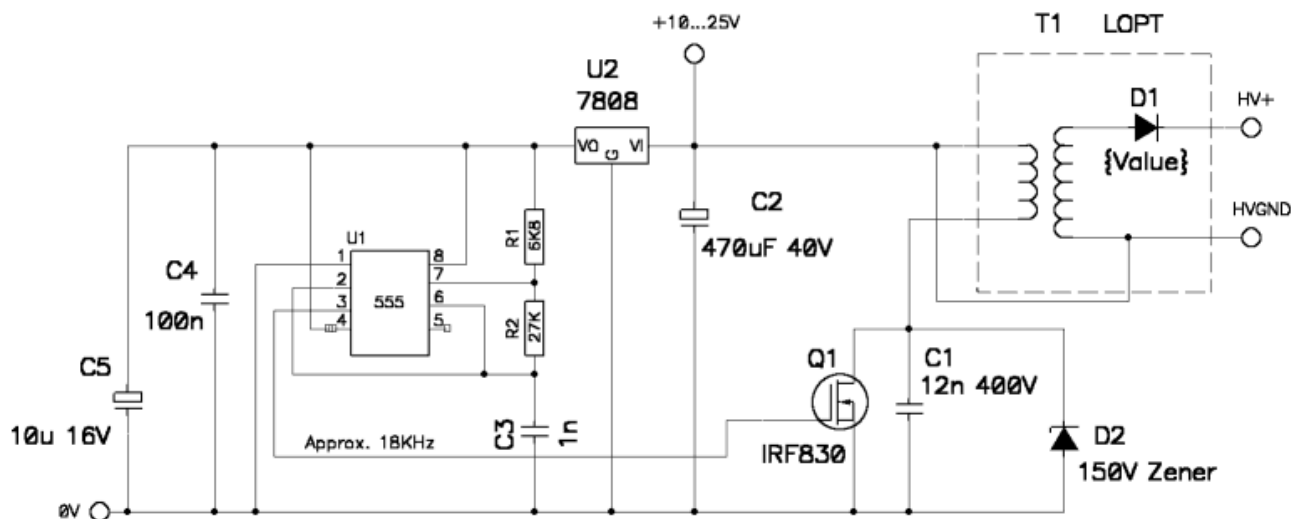 +10...25V
T1 LOPT
U2
7808
VO G VI
D1
{Value}
HV+
HVGND
C2
470uF 40V
R1 6K8
U1
1 8
2 7
3 6
4 5
555
R2 27K
C4
100n
C5
10u 16V
Approx. 18KHz
C3 1n
Q1
IRF830
C1
12n 400V
D2
150V Zener
0V